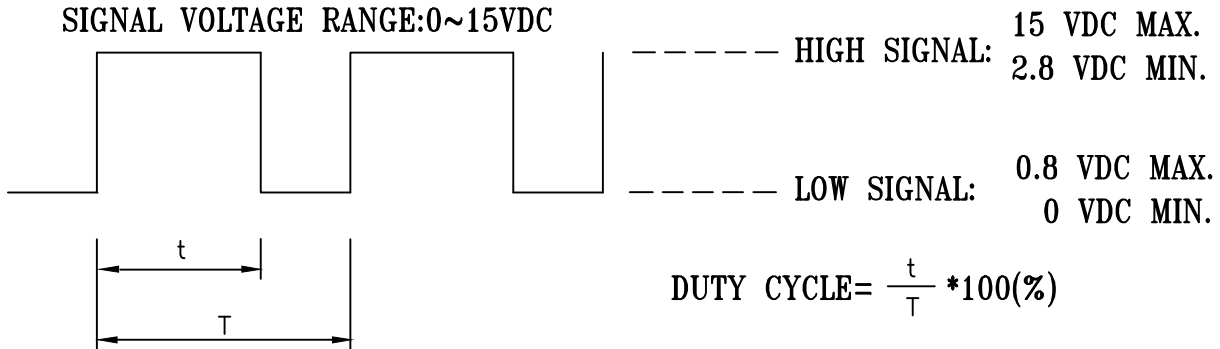 SIGNAL VOLTAGE RANGE:0~15VDC
HIGH SIGNAL: 15 VDC MAX.
2.8 VDC MIN.
LOW SIGNAL: 0.8 VDC MAX.
0 VDC MIN.
t
T
DUTY CYCLE= t/T *100(%)